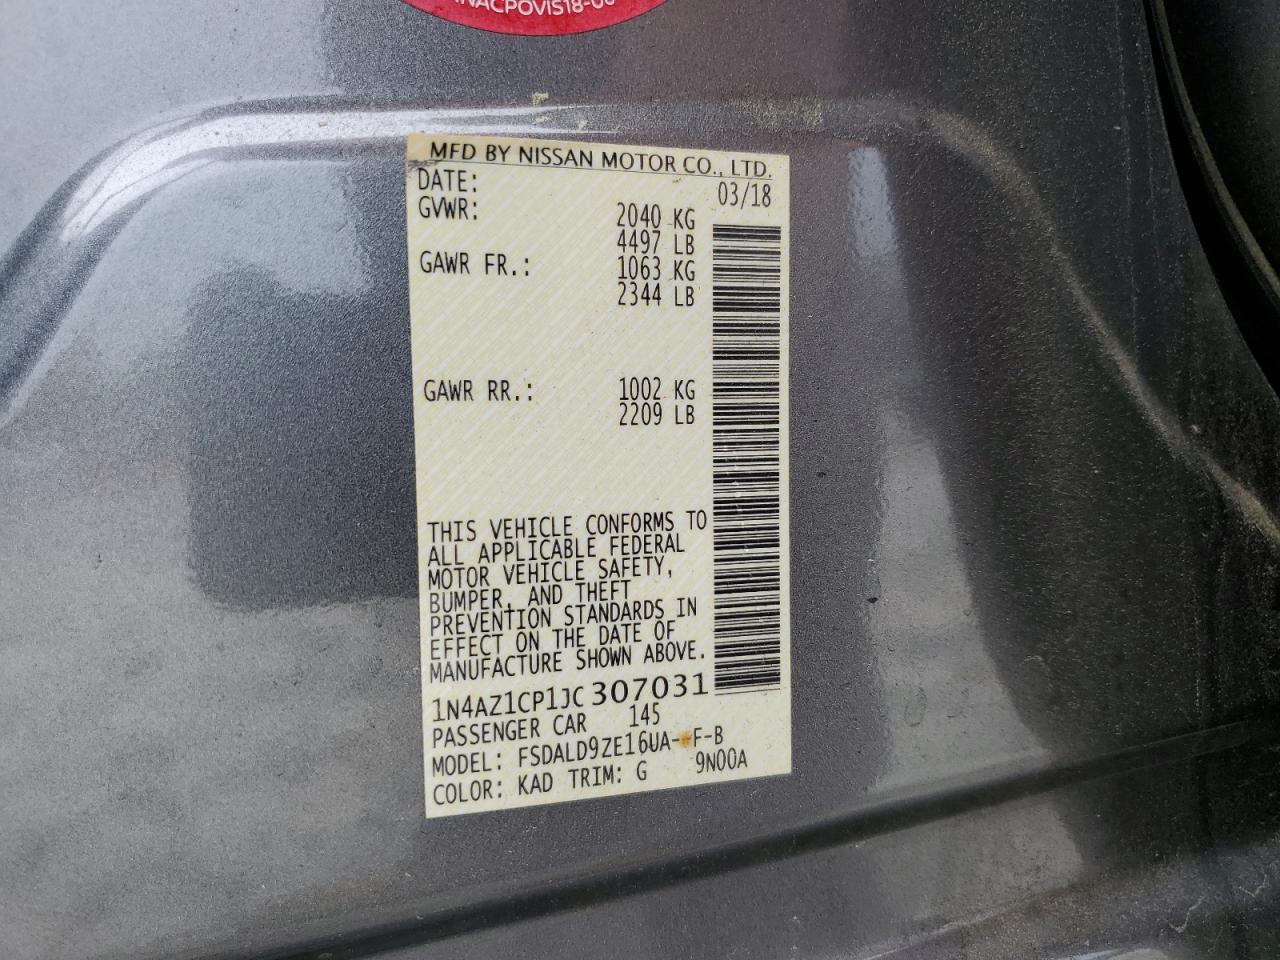 MFD BY NISSAN MOTOR CO., LTD.
DATE: 03/18
GVWR: 2040 KG
4497 LB
GAWR FR.: 1063 KG
2344 LB
GAWR RR.: 1002 KG
2209 LB
THIS VEHICLE CONFORMS TO
ALL APPLICABLE FEDERAL
MOTOR VEHICLE SAFETY,
BUMPER, AND THEFT
PREVENTION STANDARDS IN
EFFECT ON THE DATE OF
MANUFACTURE SHOWN ABOVE.
1N4AZ1CP1JC307031
PASSENGER CAR 145
MODEL: FSDALD9ZE16UA- F-B
COLOR: KAD TRIM: G 9N00A